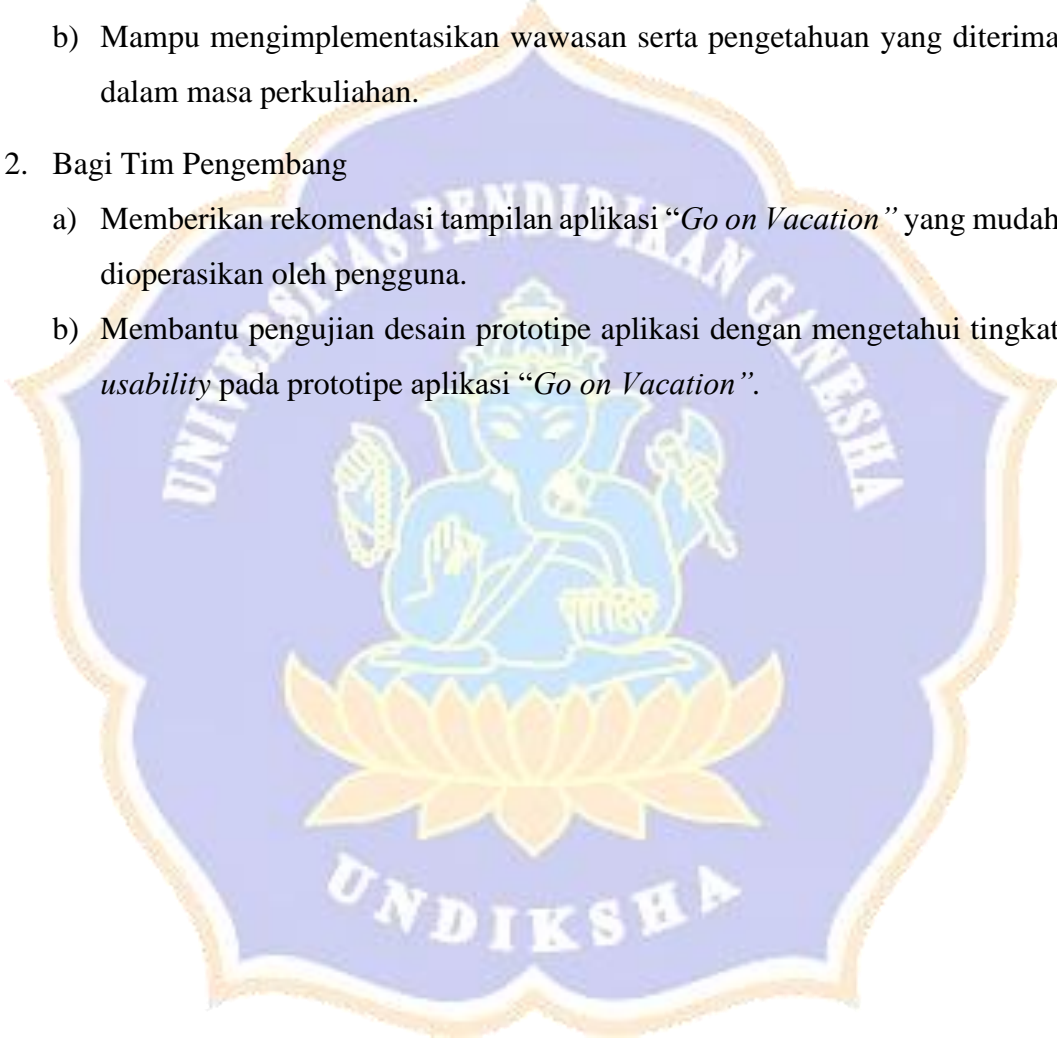 b) Mampu mengimplementasikan wawasan serta pengetahuan yang diterima
dalam masa perkuliahan.
2. Bagi Tim Pengembang
a) Memberikan rekomendasi tampilan aplikasi “Go on Vacation” yang mudah
dioperasikan oleh pengguna.
b) Membantu pengujian desain prototipe aplikasi dengan mengetahui tingkat
usability pada prototipe aplikasi “Go on Vacation”.
UNIVERSITAS PENDIDIKAN GANESHA
UNDIKSHA